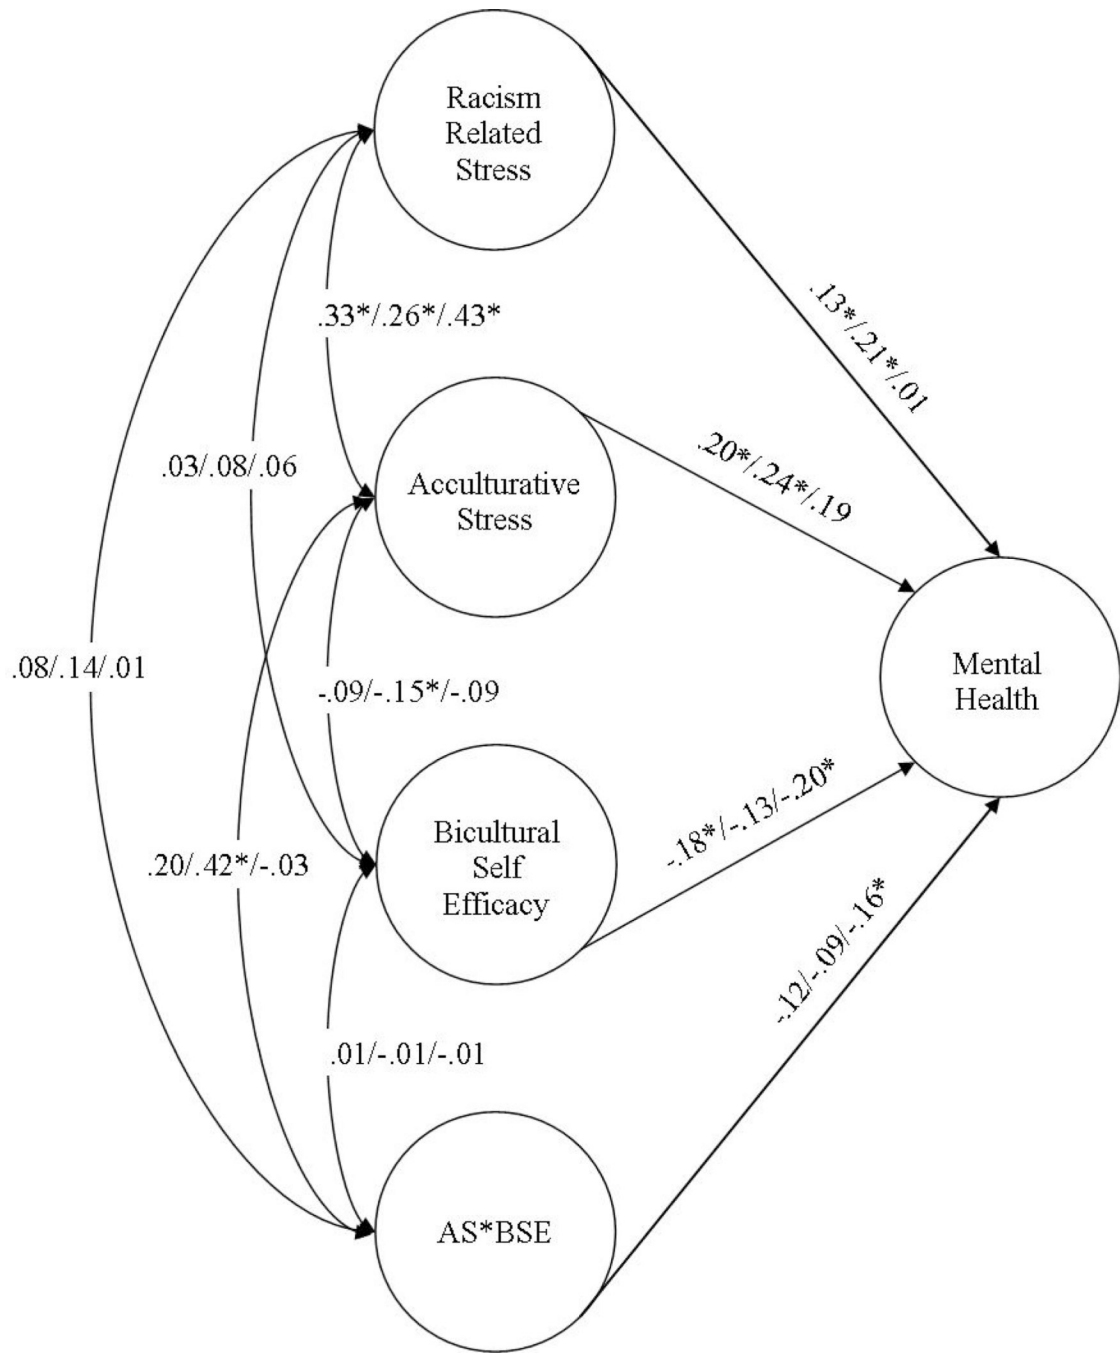 Racism
Related
Stress
.33*/.26*/.43*
.13*/.21*/.01
.03/.08/.06
Acculturative
Stress
.20*/.24*/.19
.08/.14/.01
-.09/-.15*/-.09
Mental
Health
.20/.42*/-.03
Bicultural
Self
Efficacy
-.18*/-.13/-.20*
-.12/-.09/-.16*
.01/-.01/-.01
AS*BSE